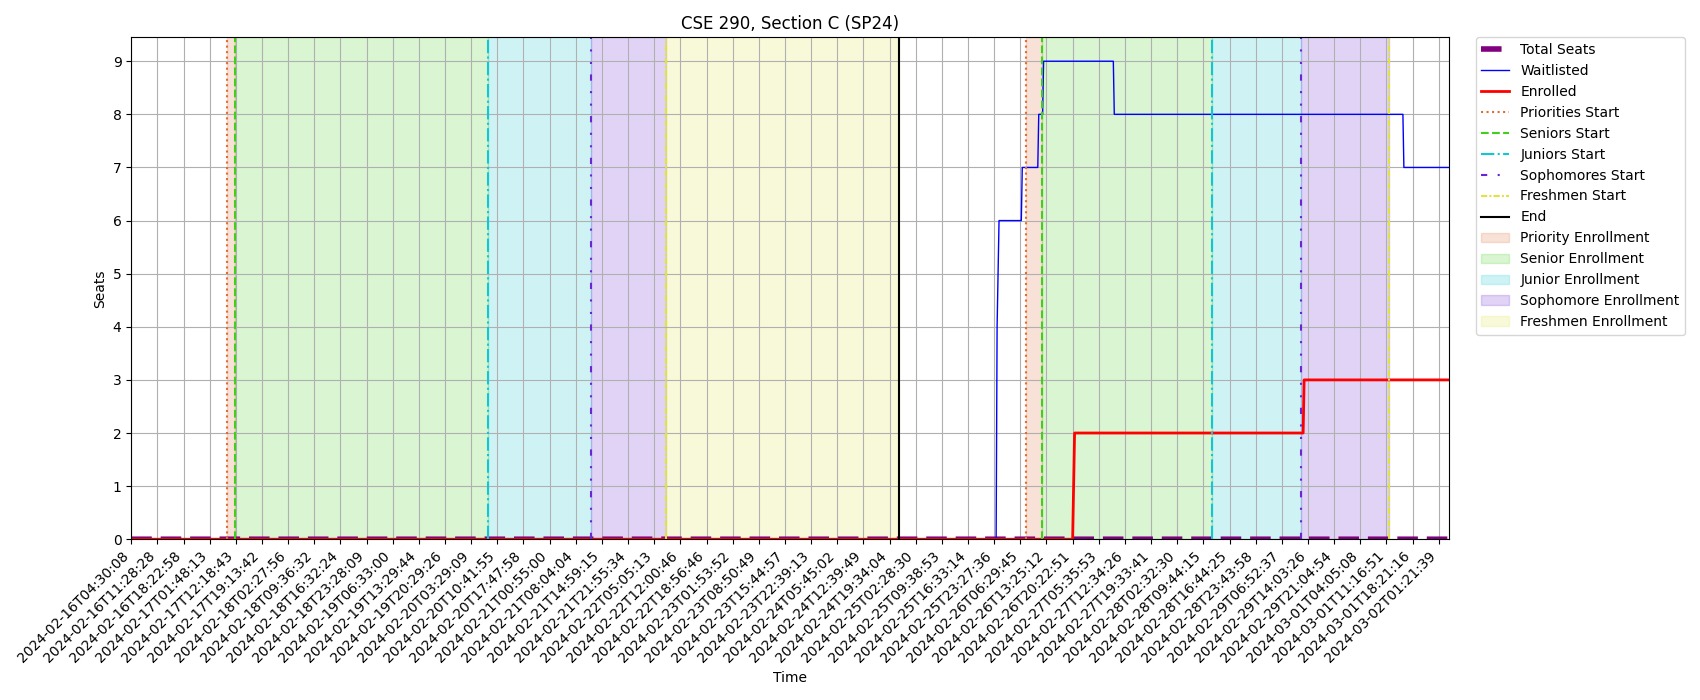 CSE 290, Section C (SP24)
Seats
9
8
7
6
5
4
3
2
1
0
2024-02-16T04:30:08
2024-02-16T11:28:28
2024-02-16T18:22:58
2024-02-17T01:48:13
2024-02-17T12:18:43
2024-02-17T19:13:42
2024-02-18T02:27:56
2024-02-18T09:36:32
2024-02-18T16:32:24
2024-02-18T23:28:09
2024-02-19T06:33:00
2024-02-19T13:29:44
2024-02-19T20:29:26
2024-02-20T03:29:09
2024-02-20T10:41:55
2024-02-20T17:47:58
2024-02-21T00:55:00
2024-02-21T08:04:04
2024-02-21T14:59:15
2024-02-21T21:55:34
2024-02-22T05:05:13
2024-02-22T12:00:46
2024-02-22T18:56:46
2024-02-23T01:53:52
2024-02-23T08:50:49
2024-02-23T15:44:57
2024-02-23T22:39:13
2024-02-24T05:45:02
2024-02-24T12:39:49
2024-02-24T19:34:04
2024-02-25T02:28:30
2024-02-25T09:38:53
2024-02-25T16:33:14
2024-02-25T23:27:36
2024-02-26T06:29:45
2024-02-26T13:25:12
2024-02-26T20:22:51
2024-02-27T05:35:53
2024-02-27T12:34:26
2024-02-27T19:33:41
2024-02-28T02:32:30
2024-02-28T09:44:15
2024-02-28T16:44:25
2024-02-28T23:43:58
2024-02-29T06:52:37
2024-02-29T14:03:26
2024-02-29T21:04:54
2024-03-01T04:05:08
2024-03-01T11:16:51
2024-03-01T18:21:16
2024-03-02T01:21:39
Time
Total Seats
Waitlisted
Enrolled
Priorities Start
Seniors Start
Juniors Start
Sophomores Start
Freshmen Start
End
Priority Enrollment
Senior Enrollment
Junior Enrollment
Sophomore Enrollment
Freshmen Enrollment